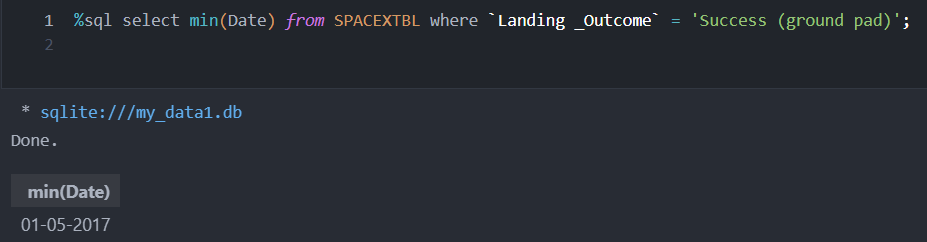 1 %sql select min(Date) from SPACEXTBL where `Landing _Outcome` = 'Success (ground pad)';
2
* sqlite:///my_data1.db
Done.
min(Date)
01-05-2017